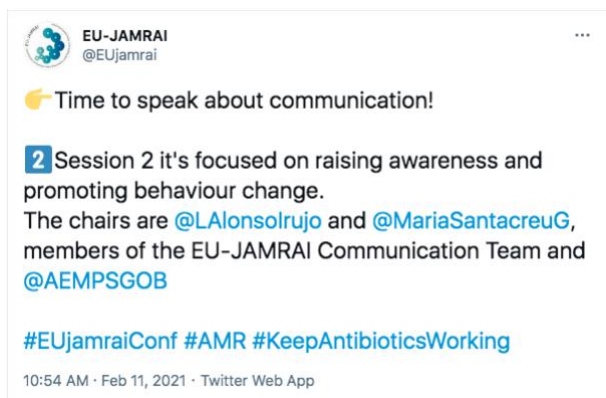 EU-JAMRAI
@EUjamrai
...
👉Time to speak about communication!
2 Session 2 it's focused on raising awareness and
promoting behaviour change.
The chairs are @LAlonsoIrujo and @MariaSantacreuG,
members of the EU-JAMRAI Communication Team and
@AEMPSGOB
#EUjamraiConf #AMR #KeepAntibioticsWorking
10:54 AM · Feb 11, 2021 · Twitter Web App